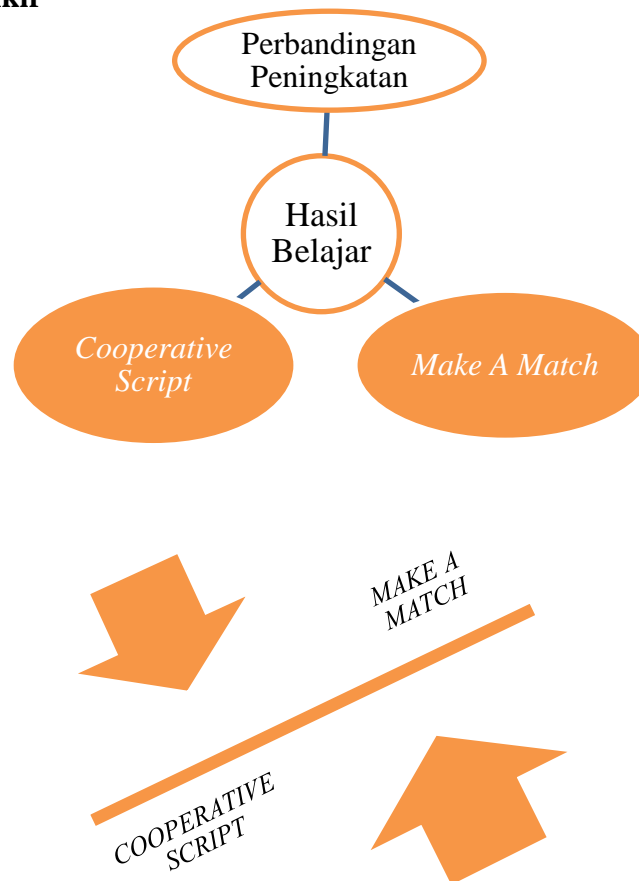 Perbandingan
Peningkatan
Hasil
Belajar
Cooperative
Script
Make A Match
MAKE A
MATCH
COOPERATIVE
SCRIPT